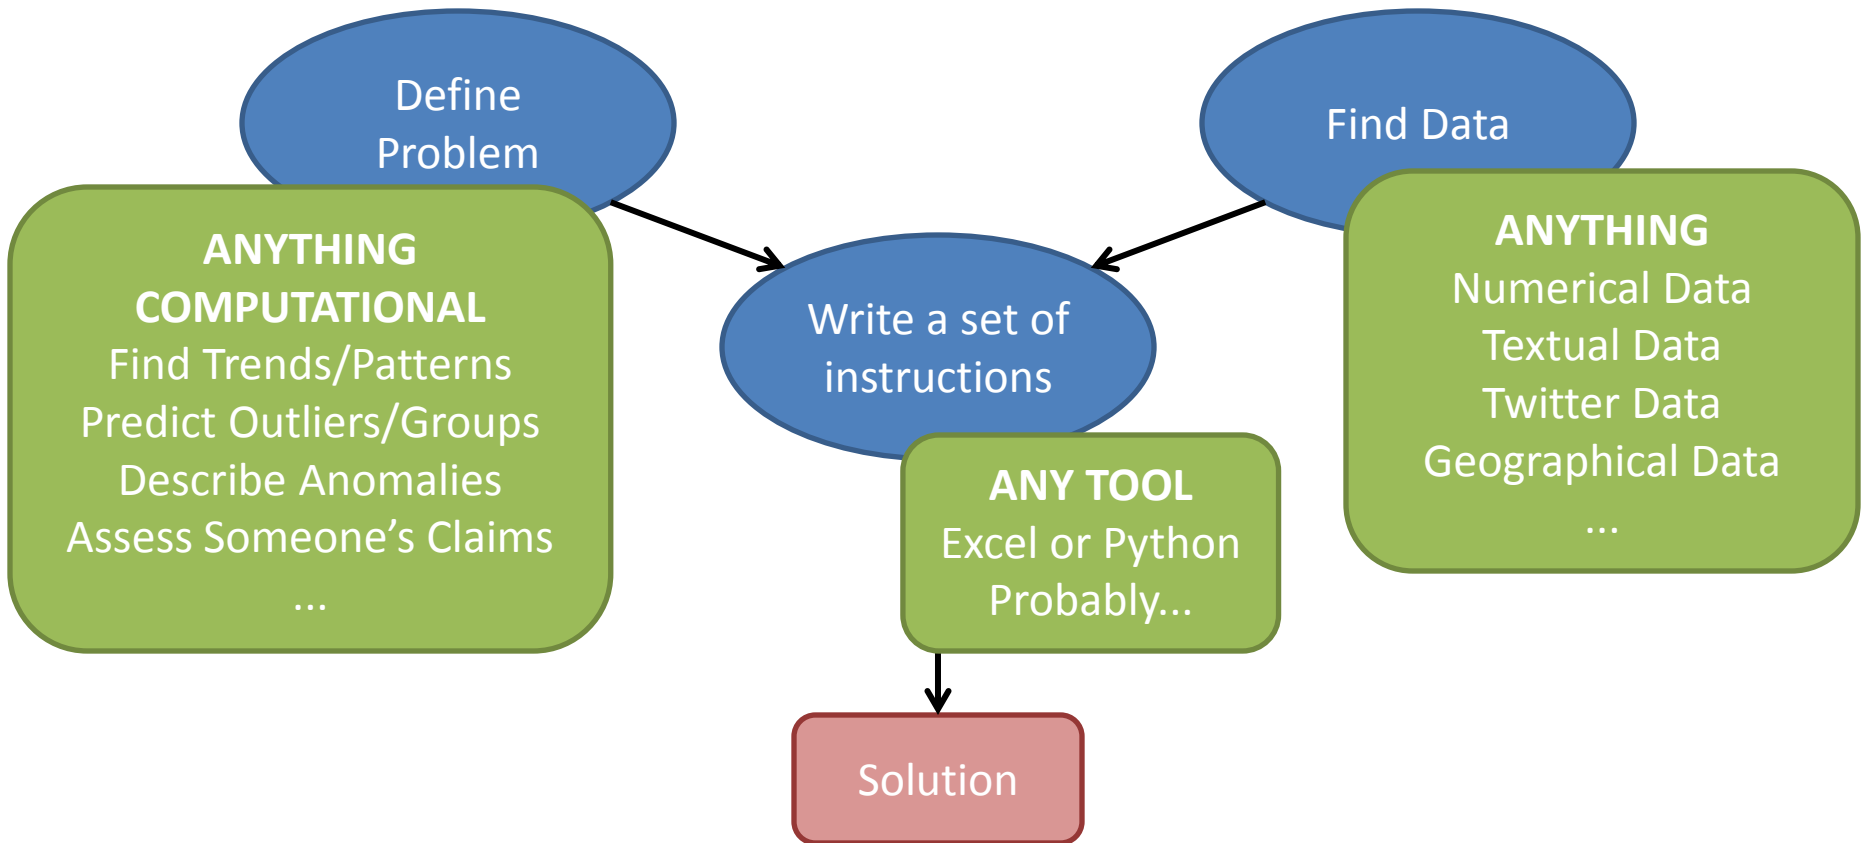 Define
Problem
ANYTHING
COMPUTATIONAL
Find Trends/Patterns
Predict Outliers/Groups
Describe Anomalies
Assess Someone’s Claims
...
Find Data
ANYTHING
Numerical Data
Textual Data
Twitter Data
Geographical Data
...
Write a set of
instructions
ANY TOOL
Excel or Python
Probably...
Solution